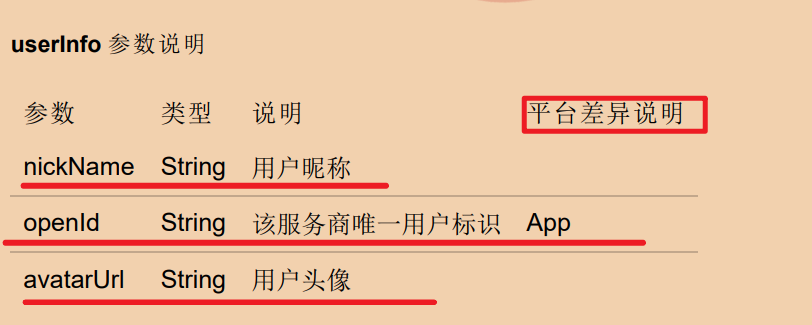 userInfo 参数说明
参数 类型 说明 平台差异说明
nickName String 用户昵称
openId String 该服务商唯一用户标识 App
avatarUrl String 用户头像